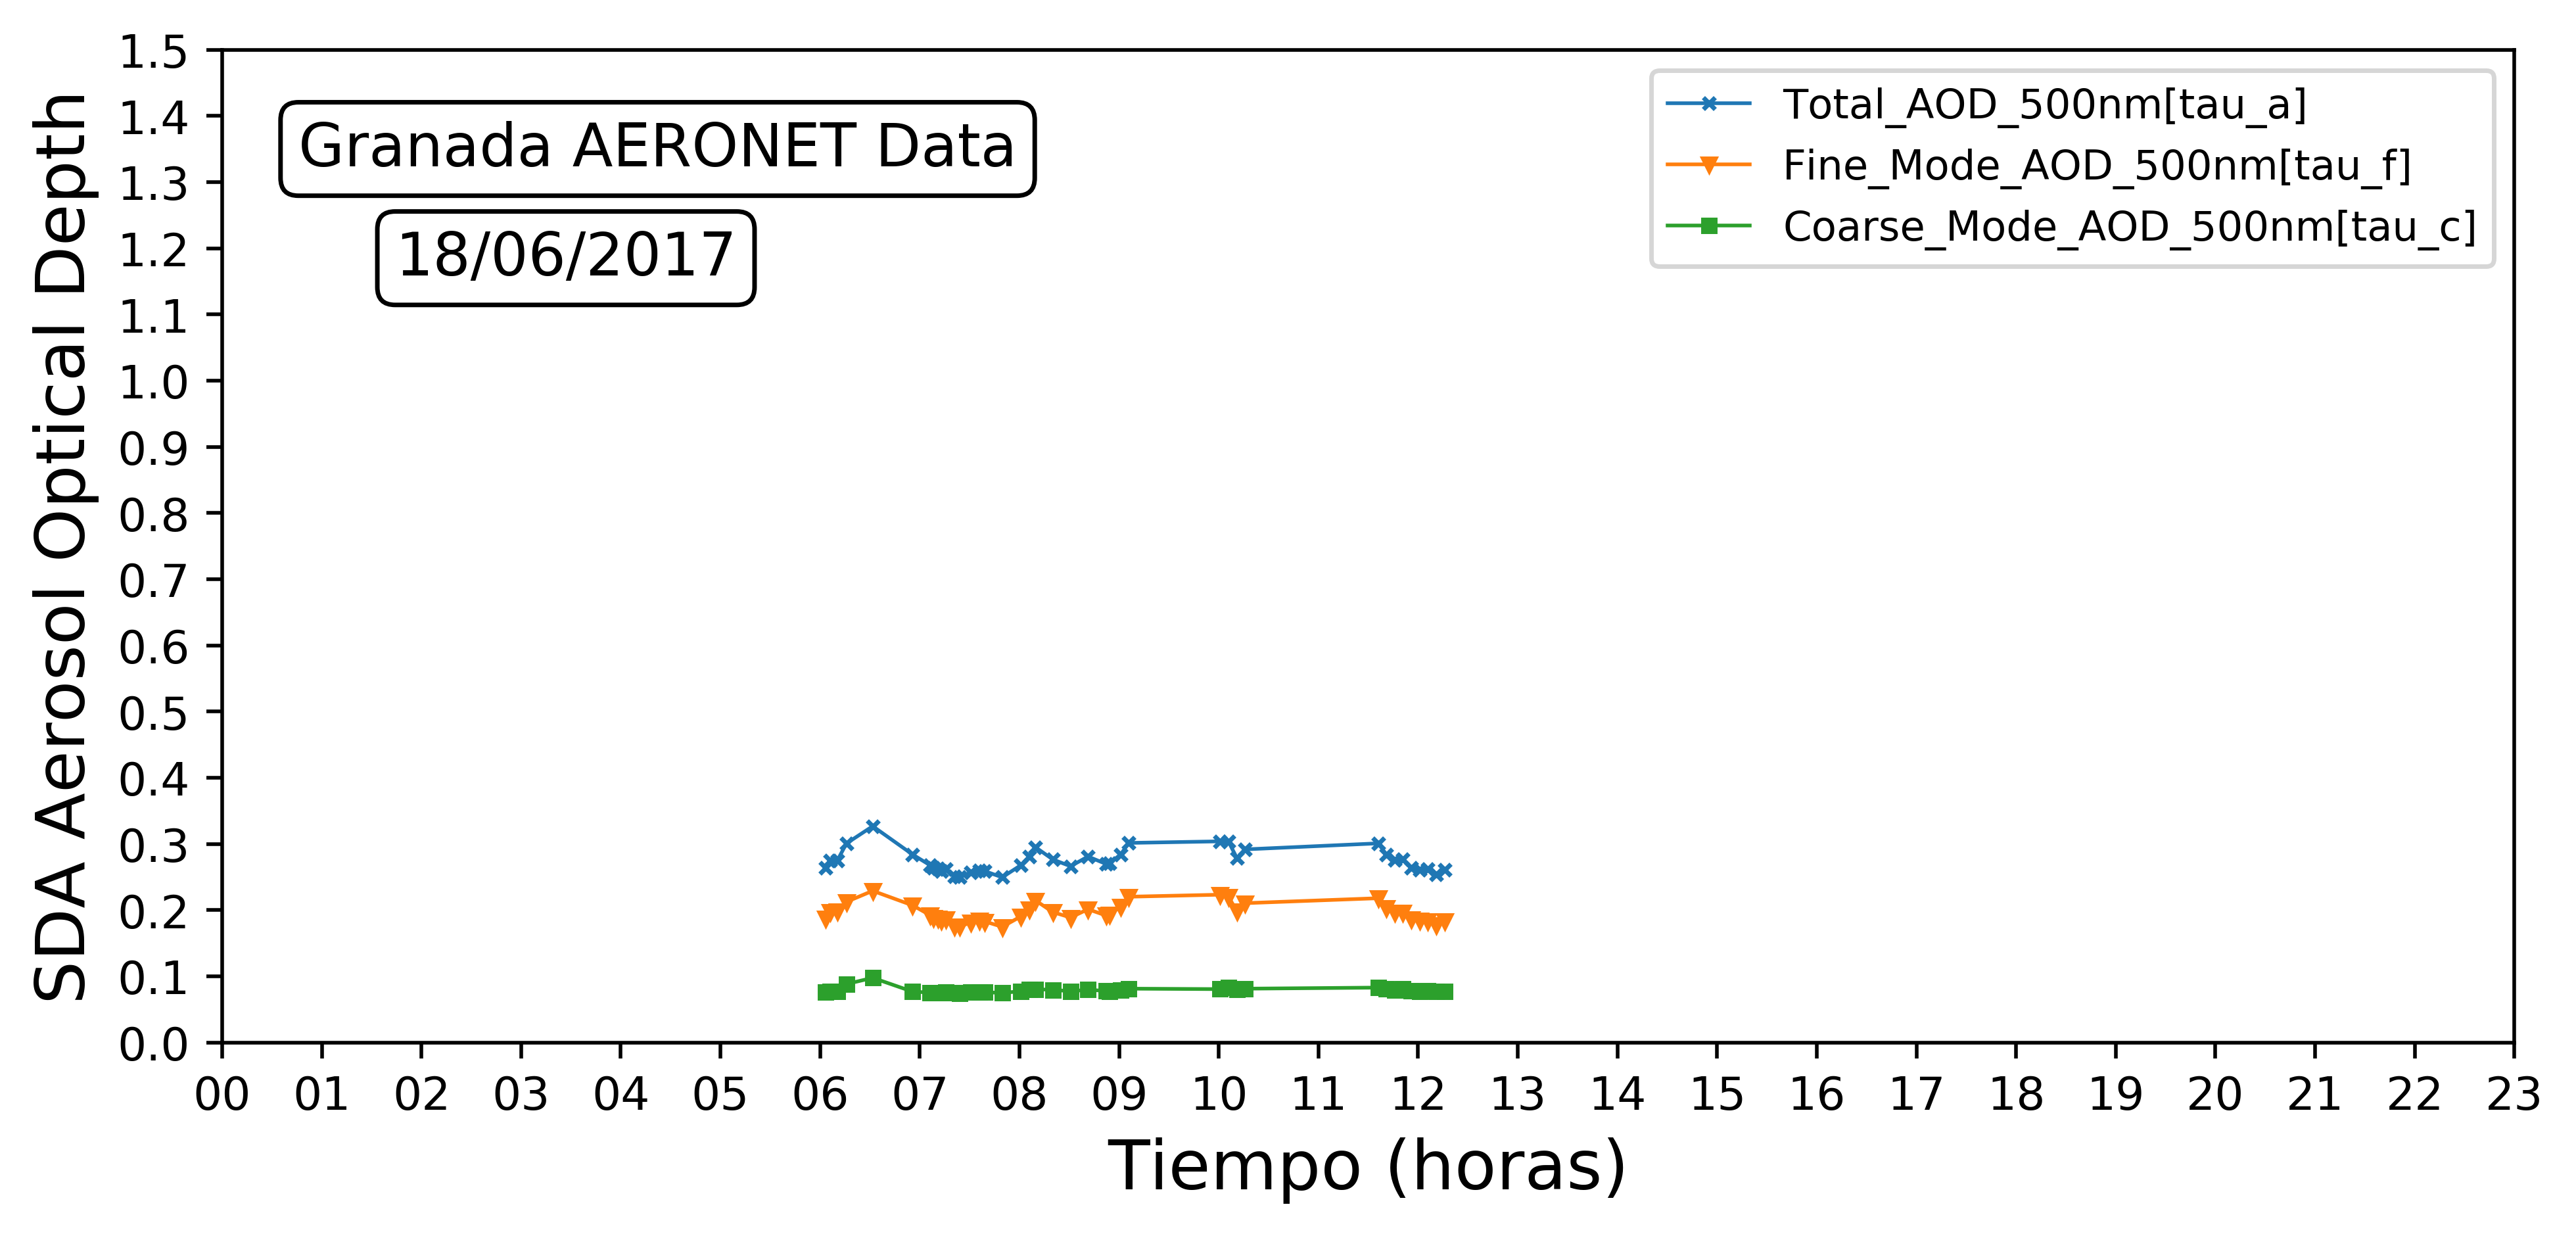 Granada AERONET Data
18/06/2017
Total_AOD_500nm[tau_a]
Fine_Mode_AOD_500nm[tau_f]
Coarse_Mode_AOD_500nm[tau_c]
SDA Aerosol Optical Depth
1.5
1.4
1.3
1.2
1.1
1.0
0.9
0.8
0.7
0.6
0.5
0.4
0.3
0.2
0.1
0.0
00 01 02 03 04 05 06 07 08 09 10 11 12 13 14 15 16 17 18 19 20 21 22 23
Tiempo (horas)